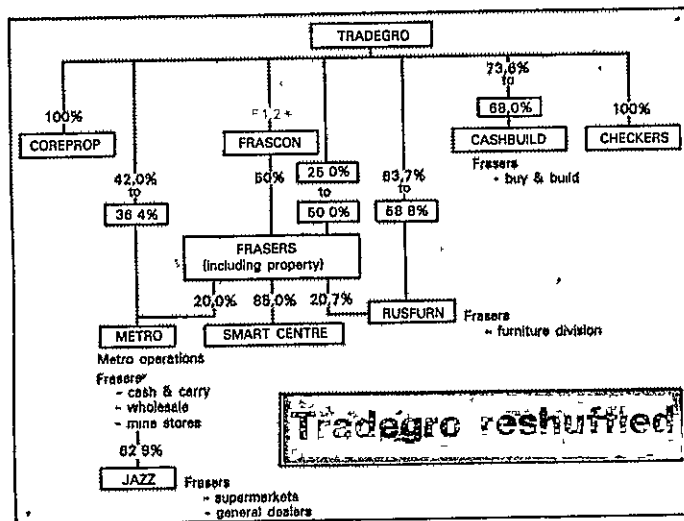 TRADEGRO
73,6%
to
68,0%
100%
100%
COREPROP
FRASCON
CASHBUILD
CHECKERS
Frasers
- buy & build
42,0%
to
36 4%
50%
25 0%
to
50 0%
83,7%
to
58 8%
FRASERS
(including property)
20,0%
20,7%
METRO
SMART CENTRE
RUSFURN
Frasers
- furniture division
Metro operations
Frasers
- cash & carry
- wholesale
- mine stores
62 9%
JAZZ
Frasers
- supermarkets
- general dealers
Tradegro reshuffled